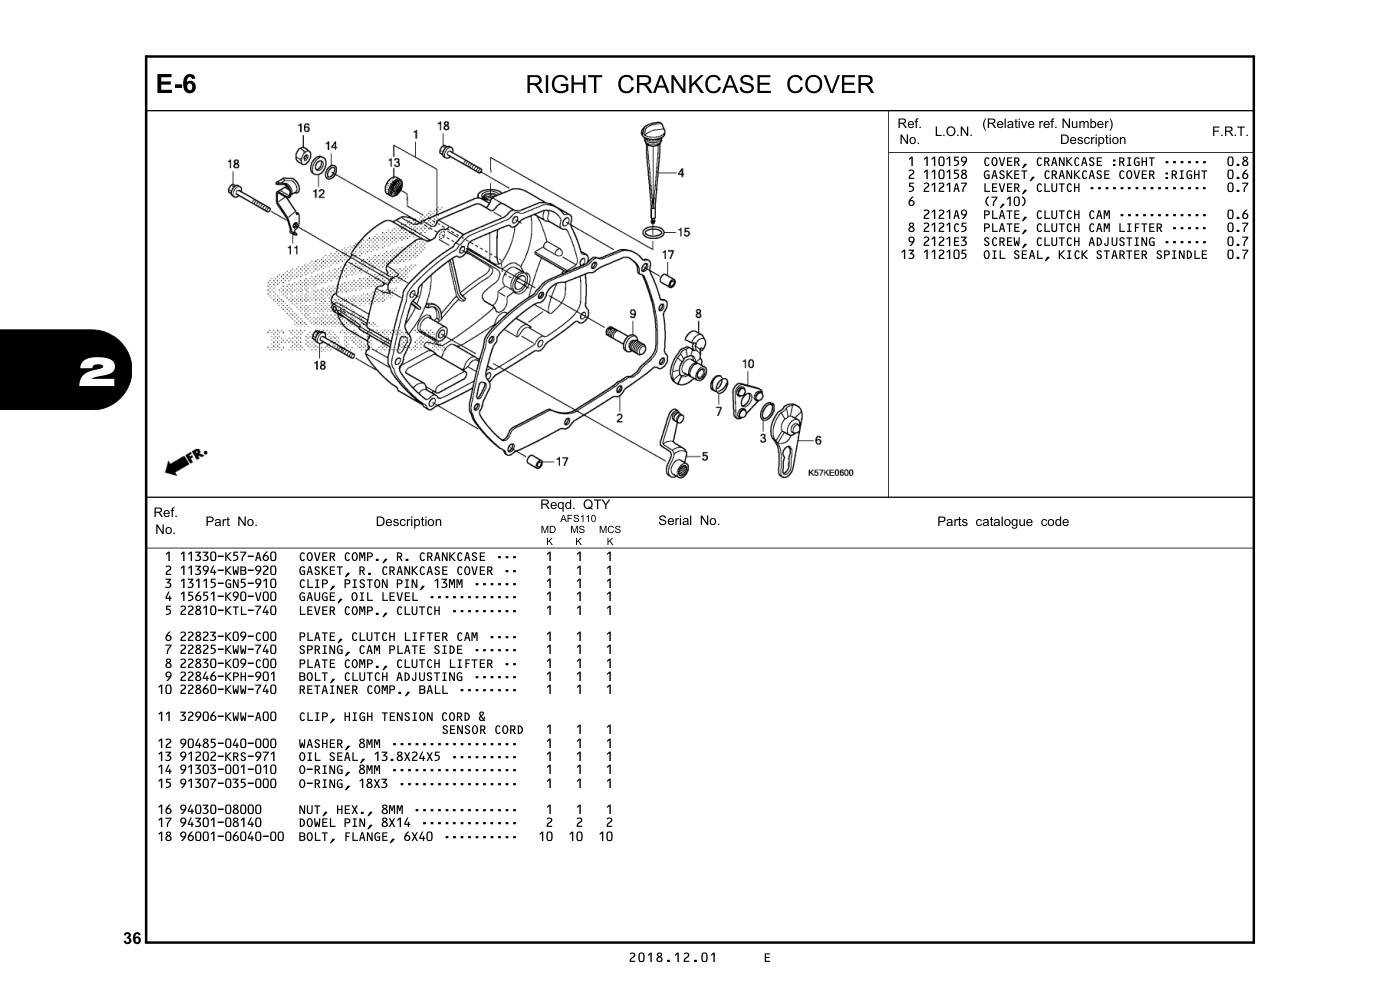 E-6
RIGHT CRANKCASE COVER
16
14
18
1
18
13
12
4
11
15
17
9
8
18
10
7
2
3
6
5
17
FR.
HONDA
K57KE0600
Ref. No. L.O.N. (Relative ref. Number) Description F.R.T.
1 110159 COVER, CRANKCASE :RIGHT ------ 0.8
2 110158 GASKET, CRANKCASE COVER :RIGHT 0.6
5 2121A7 LEVER, CLUTCH ---------------- 0.7
6 (7,10)
2121A9 PLATE, CLUTCH CAM ------------ 0.6
8 2121C5 PLATE, CLUTCH CAM LIFTER ----- 0.7
9 2121E3 SCREW, CLUTCH ADJUSTING ------ 0.7
13 112105 OIL SEAL, KICK STARTER SPINDLE 0.7
2
Ref. No. Part No. Description Reqd. QTY Serial No. Parts catalogue code
AFS110
MD MS MCS
K K K
1 11330-K57-A60 COVER COMP., R. CRANKCASE --- 1 1 1
2 11394-KWB-920 GASKET, R. CRANKCASE COVER -- 1 1 1
3 13115-GN5-910 CLIP, PISTON PIN, 13MM ------ 1 1 1
4 15651-K90-V00 GAUGE, OIL LEVEL ------------ 1 1 1
5 22810-KTL-740 LEVER COMP., CLUTCH --------- 1 1 1
6 22823-K09-C00 PLATE, CLUTCH LIFTER CAM ---- 1 1 1
7 22825-KWW-740 SPRING, CAM PLATE SIDE ------ 1 1 1
8 22830-K09-C00 PLATE COMP., CLUTCH LIFTER -- 1 1 1
9 22846-KPH-901 BOLT, CLUTCH ADJUSTING ------ 1 1 1
10 22860-KWW-740 RETAINER COMP., BALL -------- 1 1 1
11 32906-KWW-A00 CLIP, HIGH TENSION CORD &
SENSOR CORD 1 1 1
12 90485-040-000 WASHER, 8MM ----------------- 1 1 1
13 91202-KRS-971 OIL SEAL, 13.8X24X5 --------- 1 1 1
14 91303-001-010 O-RING, 8MM ----------------- 1 1 1
15 91307-035-000 O-RING, 18X3 ---------------- 1 1 1
16 94030-08000 NUT, HEX., 8MM -------------- 1 1 1
17 94301-08140 DOWEL PIN, 8X14 ------------- 2 2 2
18 96001-06040-00 BOLT, FLANGE, 6X40 ---------- 10 10 10
36
2018.12.01 E